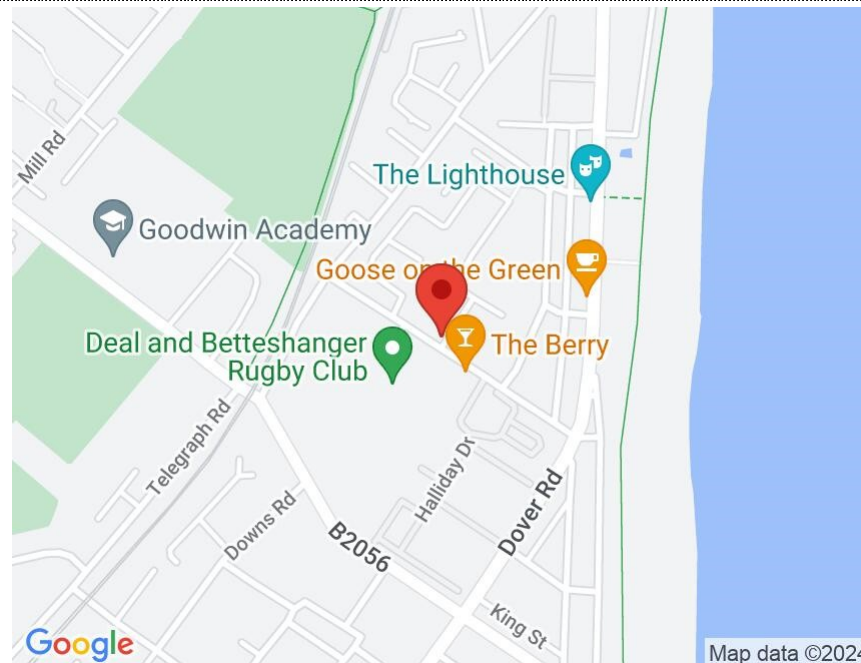 The Lighthouse
Mill Rd
Goodwin Academy
Goose on the Green
Deal and Betteshanger
Rugby Club
The Berry
Telegraph Rd
Halliday Dr
Downs Rd
Dover Rd
B2056
King St
Google
Map data ©2024